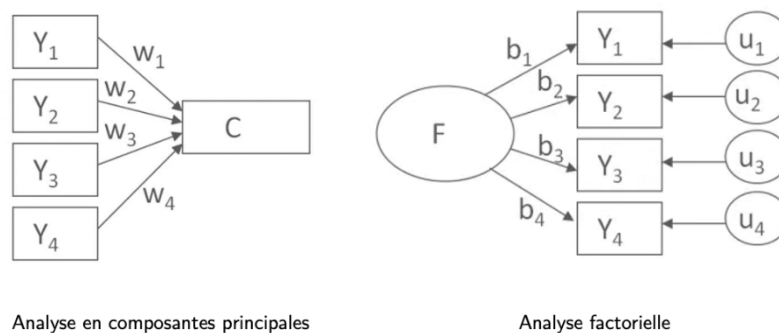 Y1
w1
Y2
w2
C
w3
Y3
w4
Y4
b1
Y1
u1
b2
Y2
u2
F
b3
Y3
u3
b4
Y4
u4
Analyse en composantes principales
Analyse factorielle